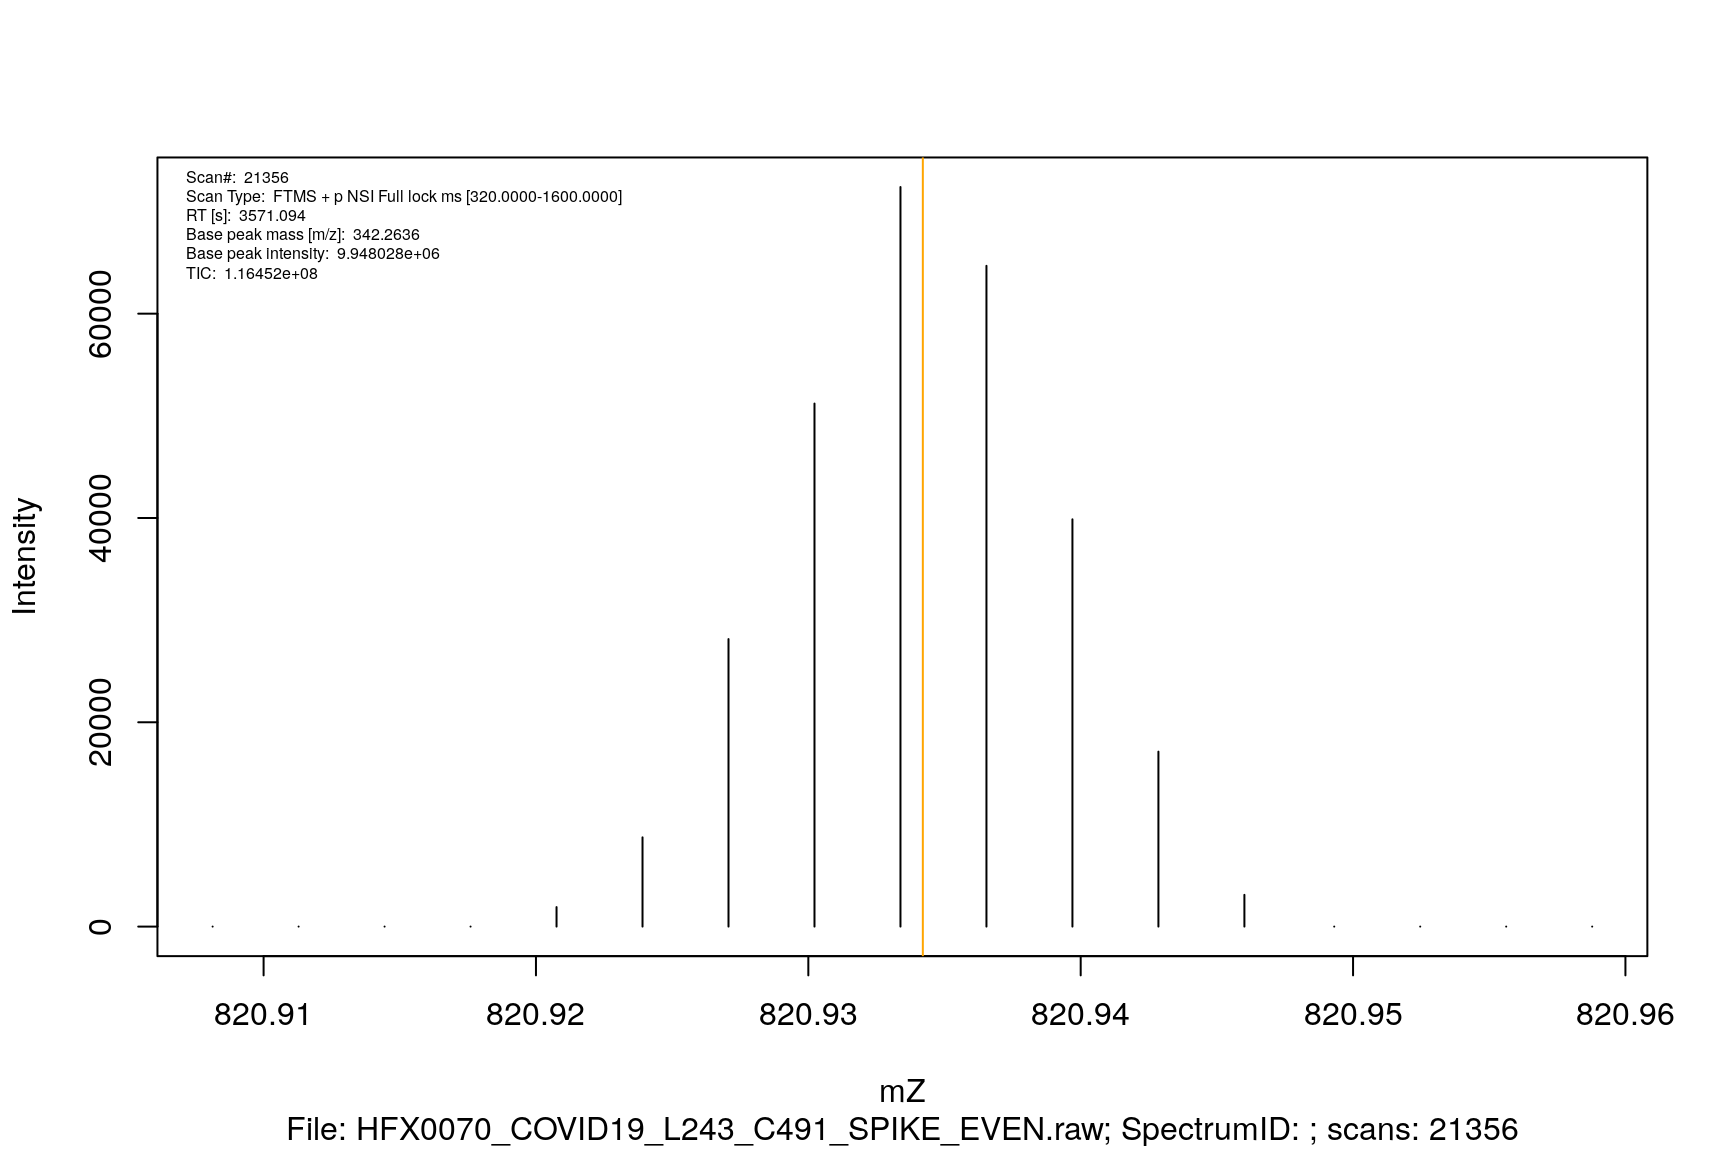 Scan#: 21356
Scan Type: FTMS + p NSI Full lock ms [320.0000-1600.0000]
RT [s]: 3571.094
Base peak mass [m/z]: 342.2636
Base peak intensity: 9.948028e+06
TIC: 1.16452e+08
Intensity
60000
40000
20000
0
820.91 820.92 820.93 820.94 820.95 820.96
mZ
File: HFX0070_COVID19_L243_C491_SPIKE_EVEN.raw; SpectrumID: ; scans: 21356